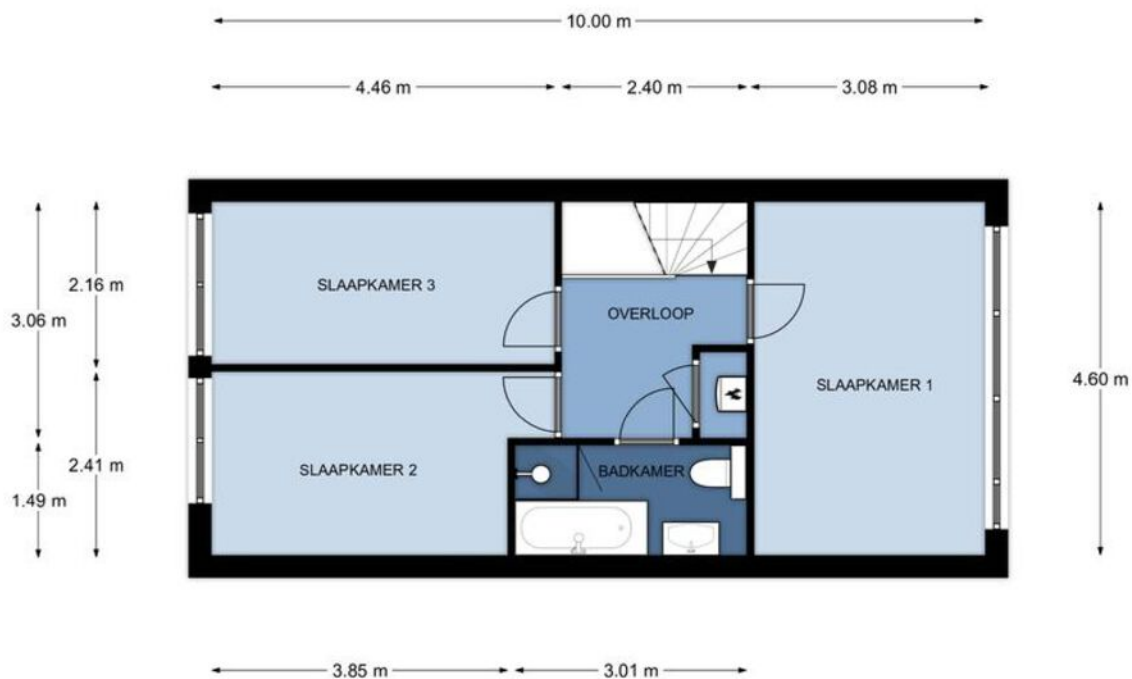 10.00 m
4.46 m 2.40 m 3.08 m
2.16 m
SLAAPKAMER 3
OVERLOOP
3.06 m
4.60 m
SLAAPKAMER 1
2.41 m
SLAAPKAMER 2
BADKAMER
1.49 m
3.85 m 3.01 m